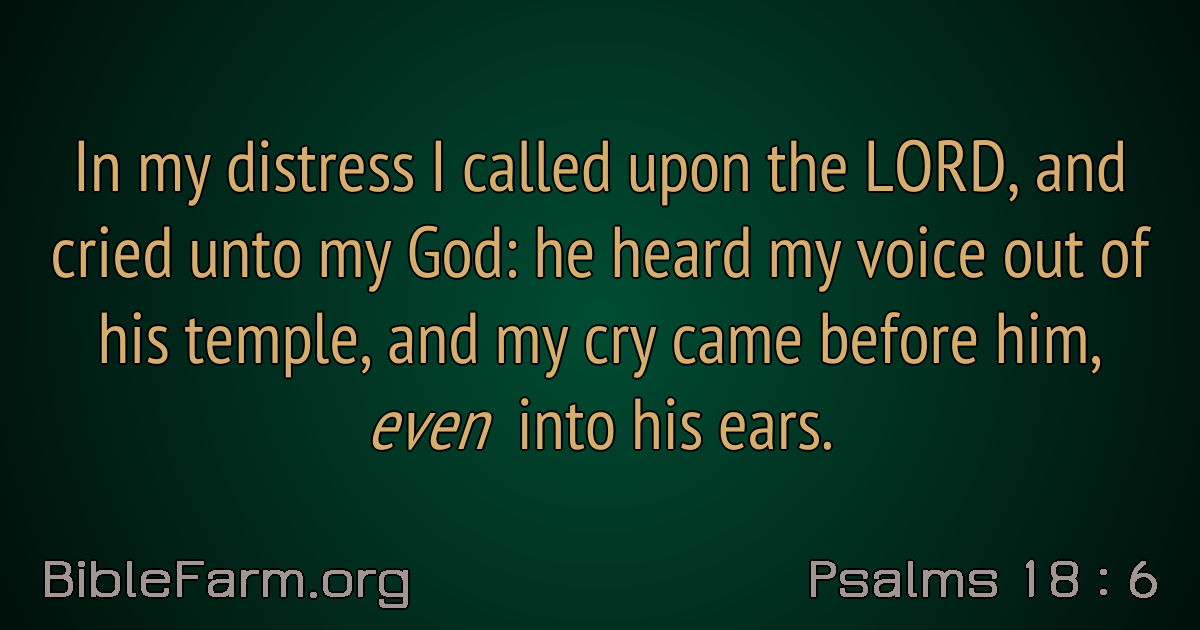 In my distress I called upon the LORD, and
cried unto my God: he heard my voice out of
his temple, and my cry came before him,
even into his ears.
BibleFarm.org
Psalms 18 : 6